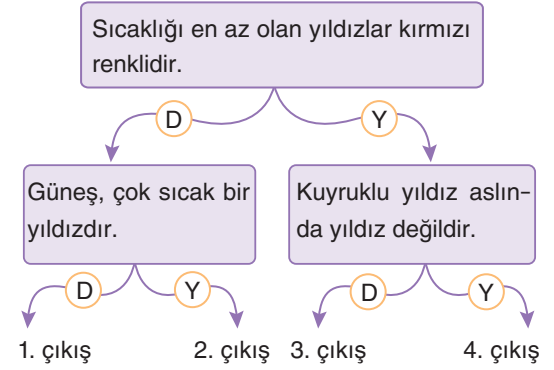 Sıcaklığı en az olan yıldızlar kırmızı
renklidir.
D
Y
Güneş, çok sıcak bir
yıldızdır.
Kuyruklu yıldız aslın-
da yıldız değildir.
D
Y
D
Y
1. çıkış
2. çıkış
3. çıkış
4. çıkış